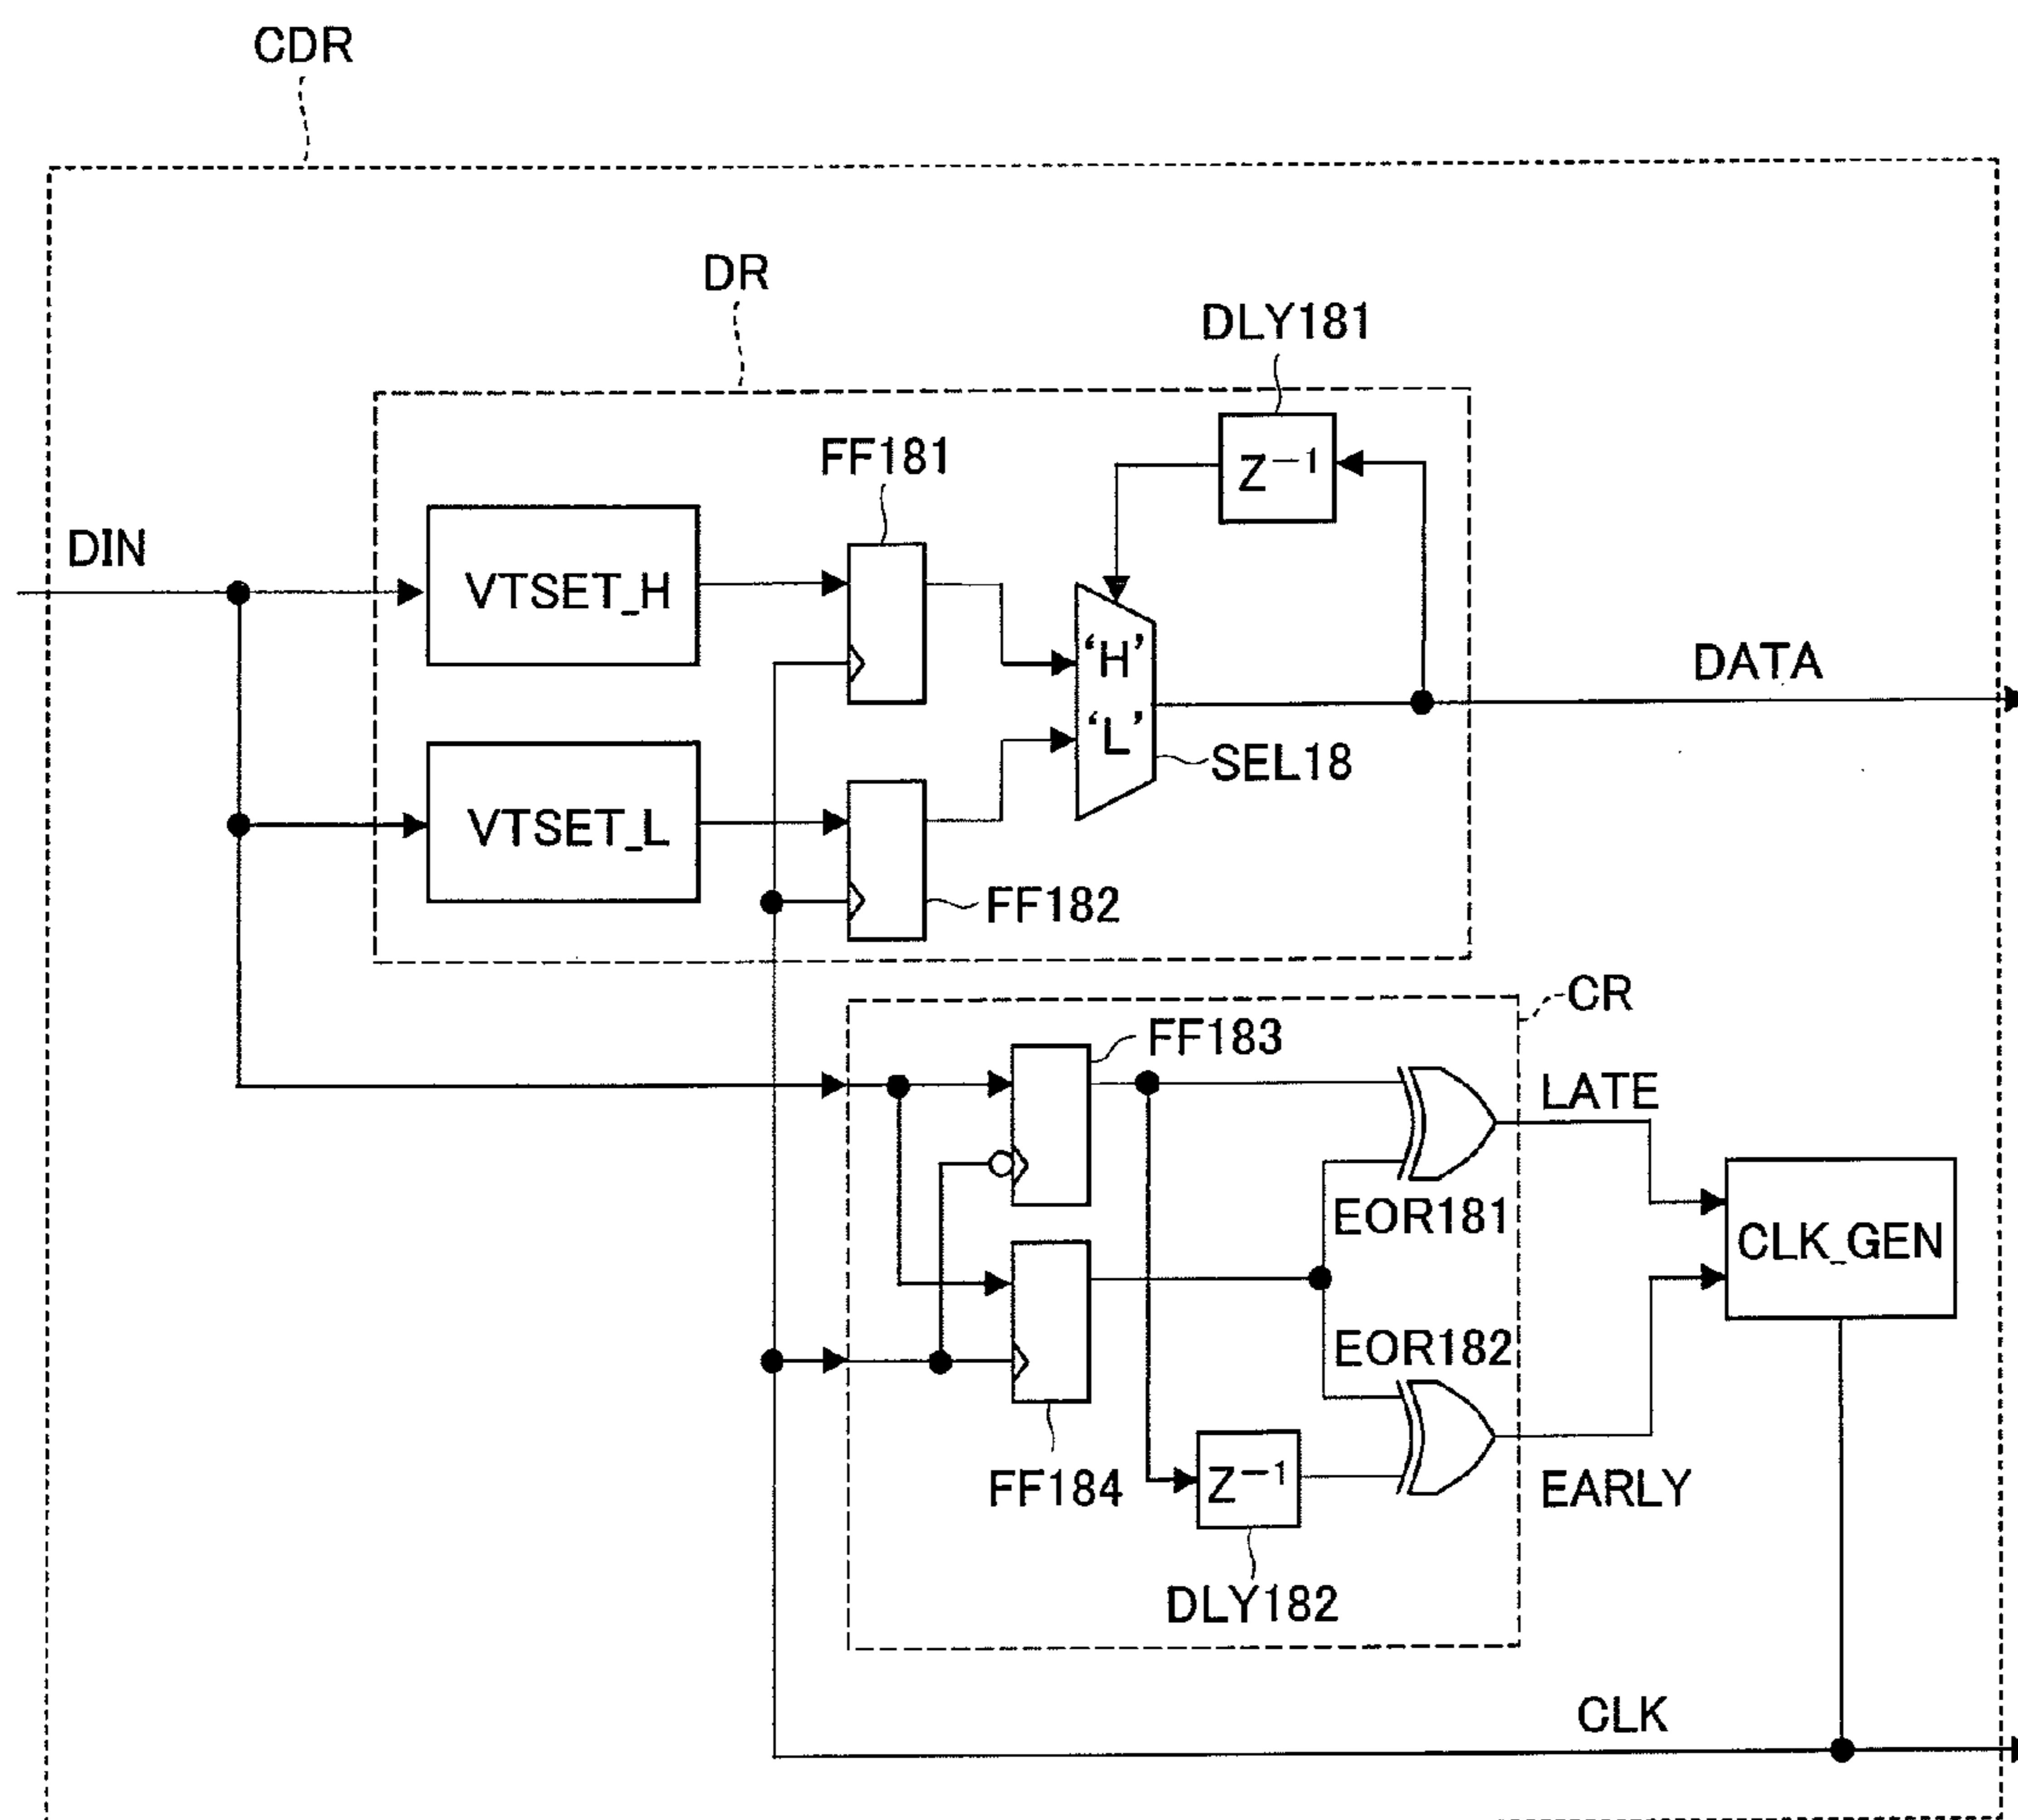 CDR
DR
DLY181
FF181
Z⁻¹
DIN
VTSET_H
'H'
DATA
'L'
SEL18
VTSET_L
FF182
CR
FF183
LATE
EOR181
CLK_GEN
EOR182
FF184
Z⁻¹
EARLY
DLY182
CLK